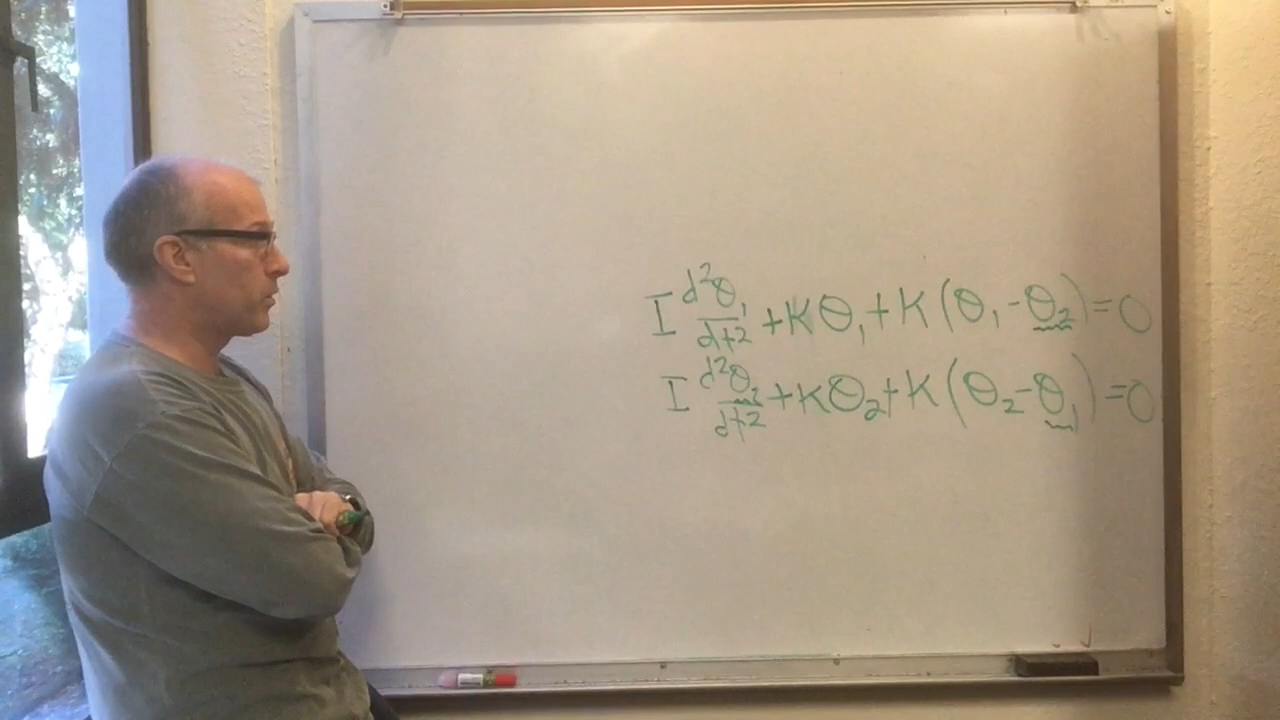 I d²θ₁/dt² + Kθ₁ + K(θ₁ - θ₂) = 0
I d²θ₂/dt² + Kθ₂ + K(θ₂ - θ₁) = 0